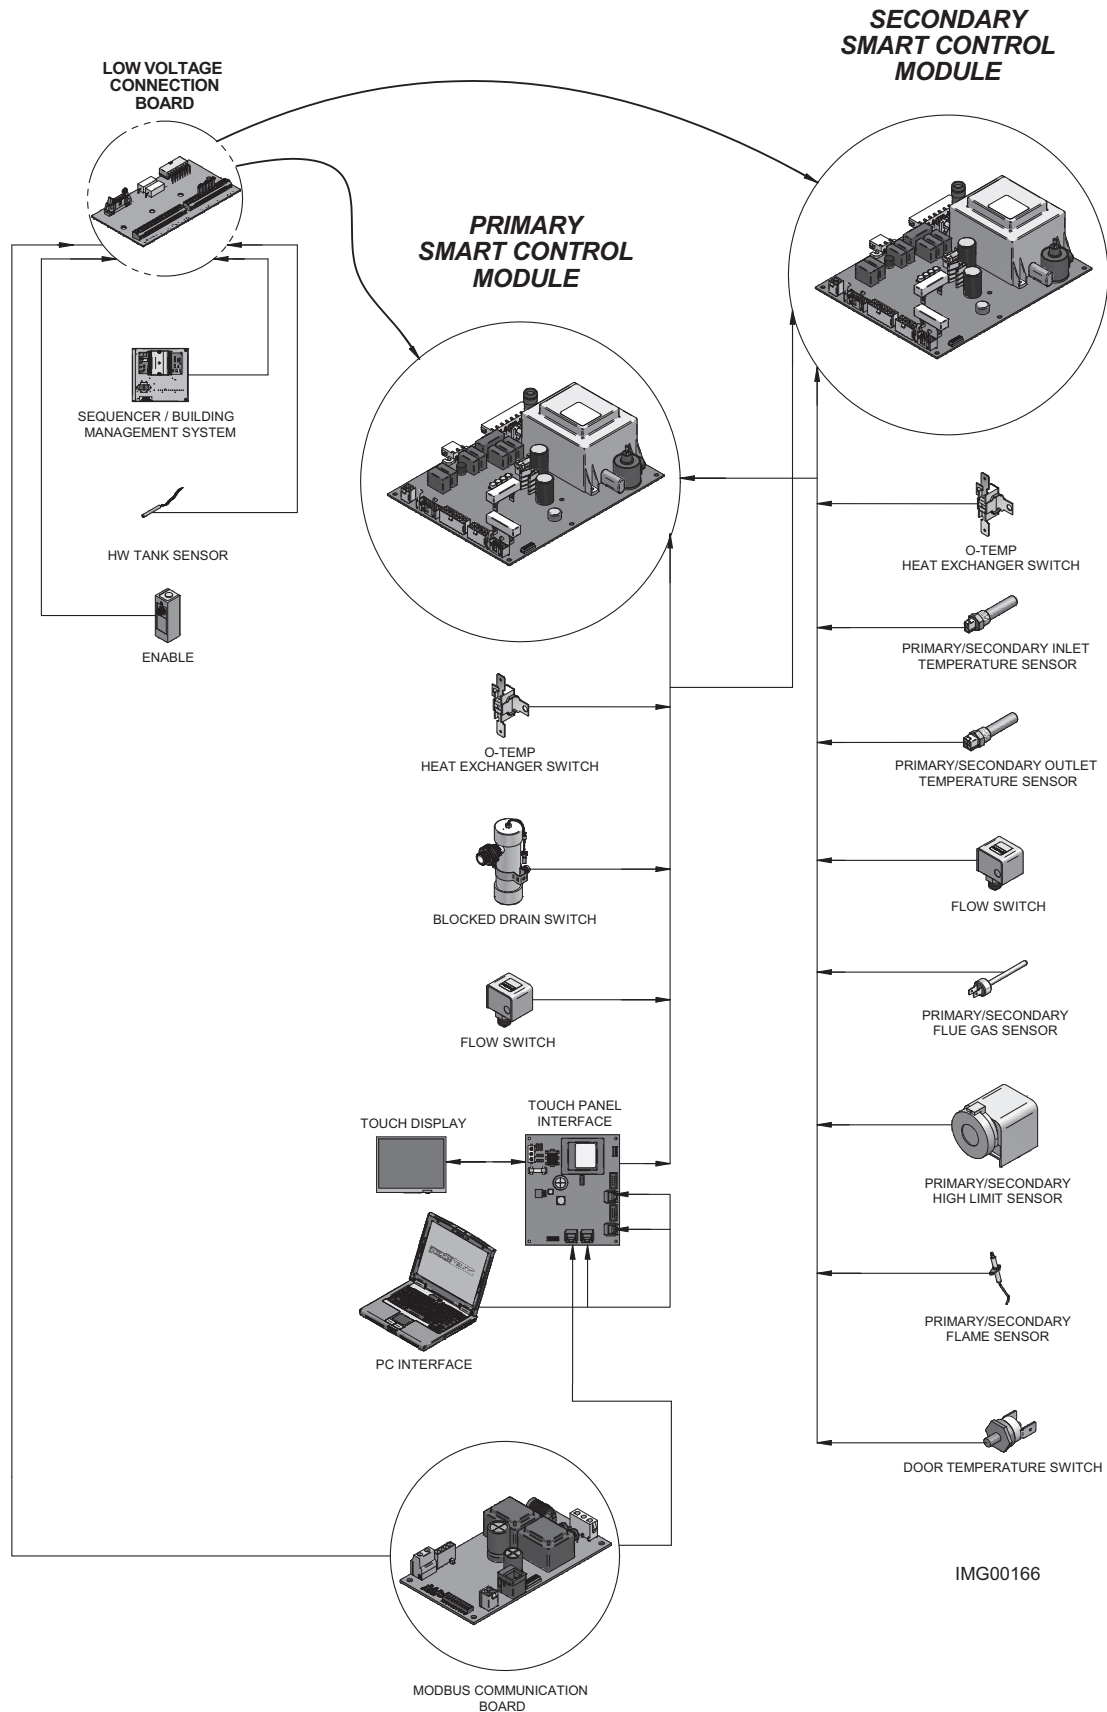 SECONDARY
SMART CONTROL
MODULE
LOW VOLTAGE
CONNECTION
BOARD
PRIMARY
SMART CONTROL
MODULE
SEQUENCER / BUILDING
MANAGEMENT SYSTEM
HW TANK SENSOR
ENABLE
O-TEMP
HEAT EXCHANGER SWITCH
BLOCKED DRAIN SWITCH
FLOW SWITCH
TOUCH DISPLAY
TOUCH PANEL
INTERFACE
PC INTERFACE
MODBUS COMMUNICATION
BOARD
O-TEMP
HEAT EXCHANGER SWITCH
PRIMARY/SECONDARY INLET
TEMPERATURE SENSOR
PRIMARY/SECONDARY OUTLET
TEMPERATURE SENSOR
FLOW SWITCH
PRIMARY/SECONDARY
FLUE GAS SENSOR
PRIMARY/SECONDARY
HIGH LIMIT SENSOR
PRIMARY/SECONDARY
FLAME SENSOR
DOOR TEMPERATURE SWITCH
IMG00166